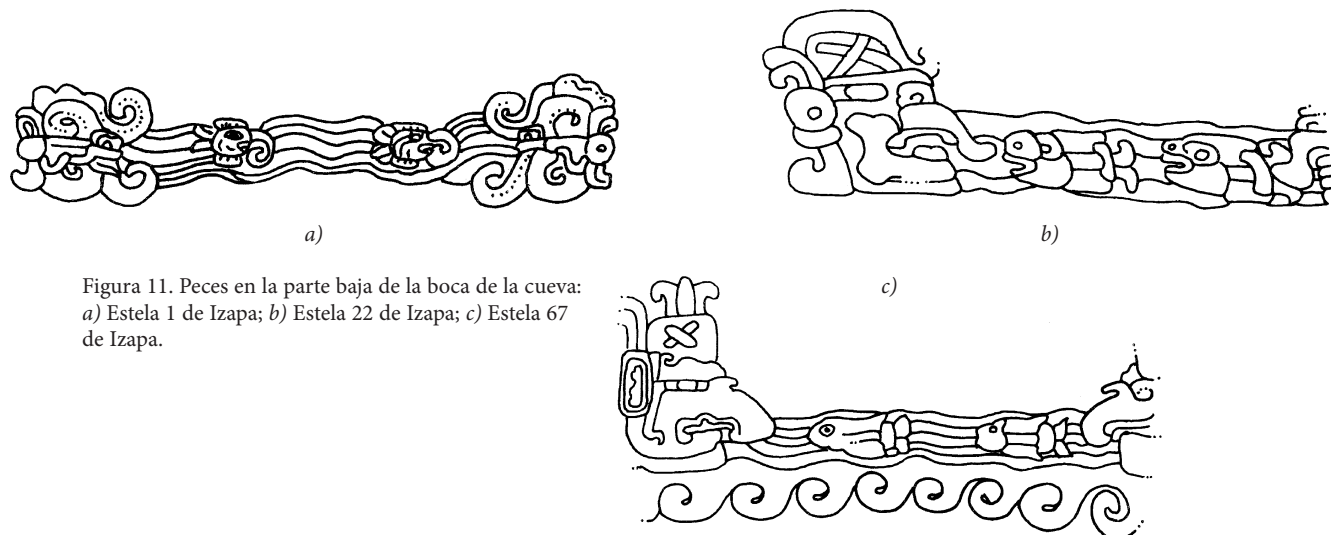 a)
b)
Figura 11. Peces en la parte baja de la boca de la cueva:
a) Estela 1 de Izapa; b) Estela 22 de Izapa; c) Estela 67
de Izapa.
c)